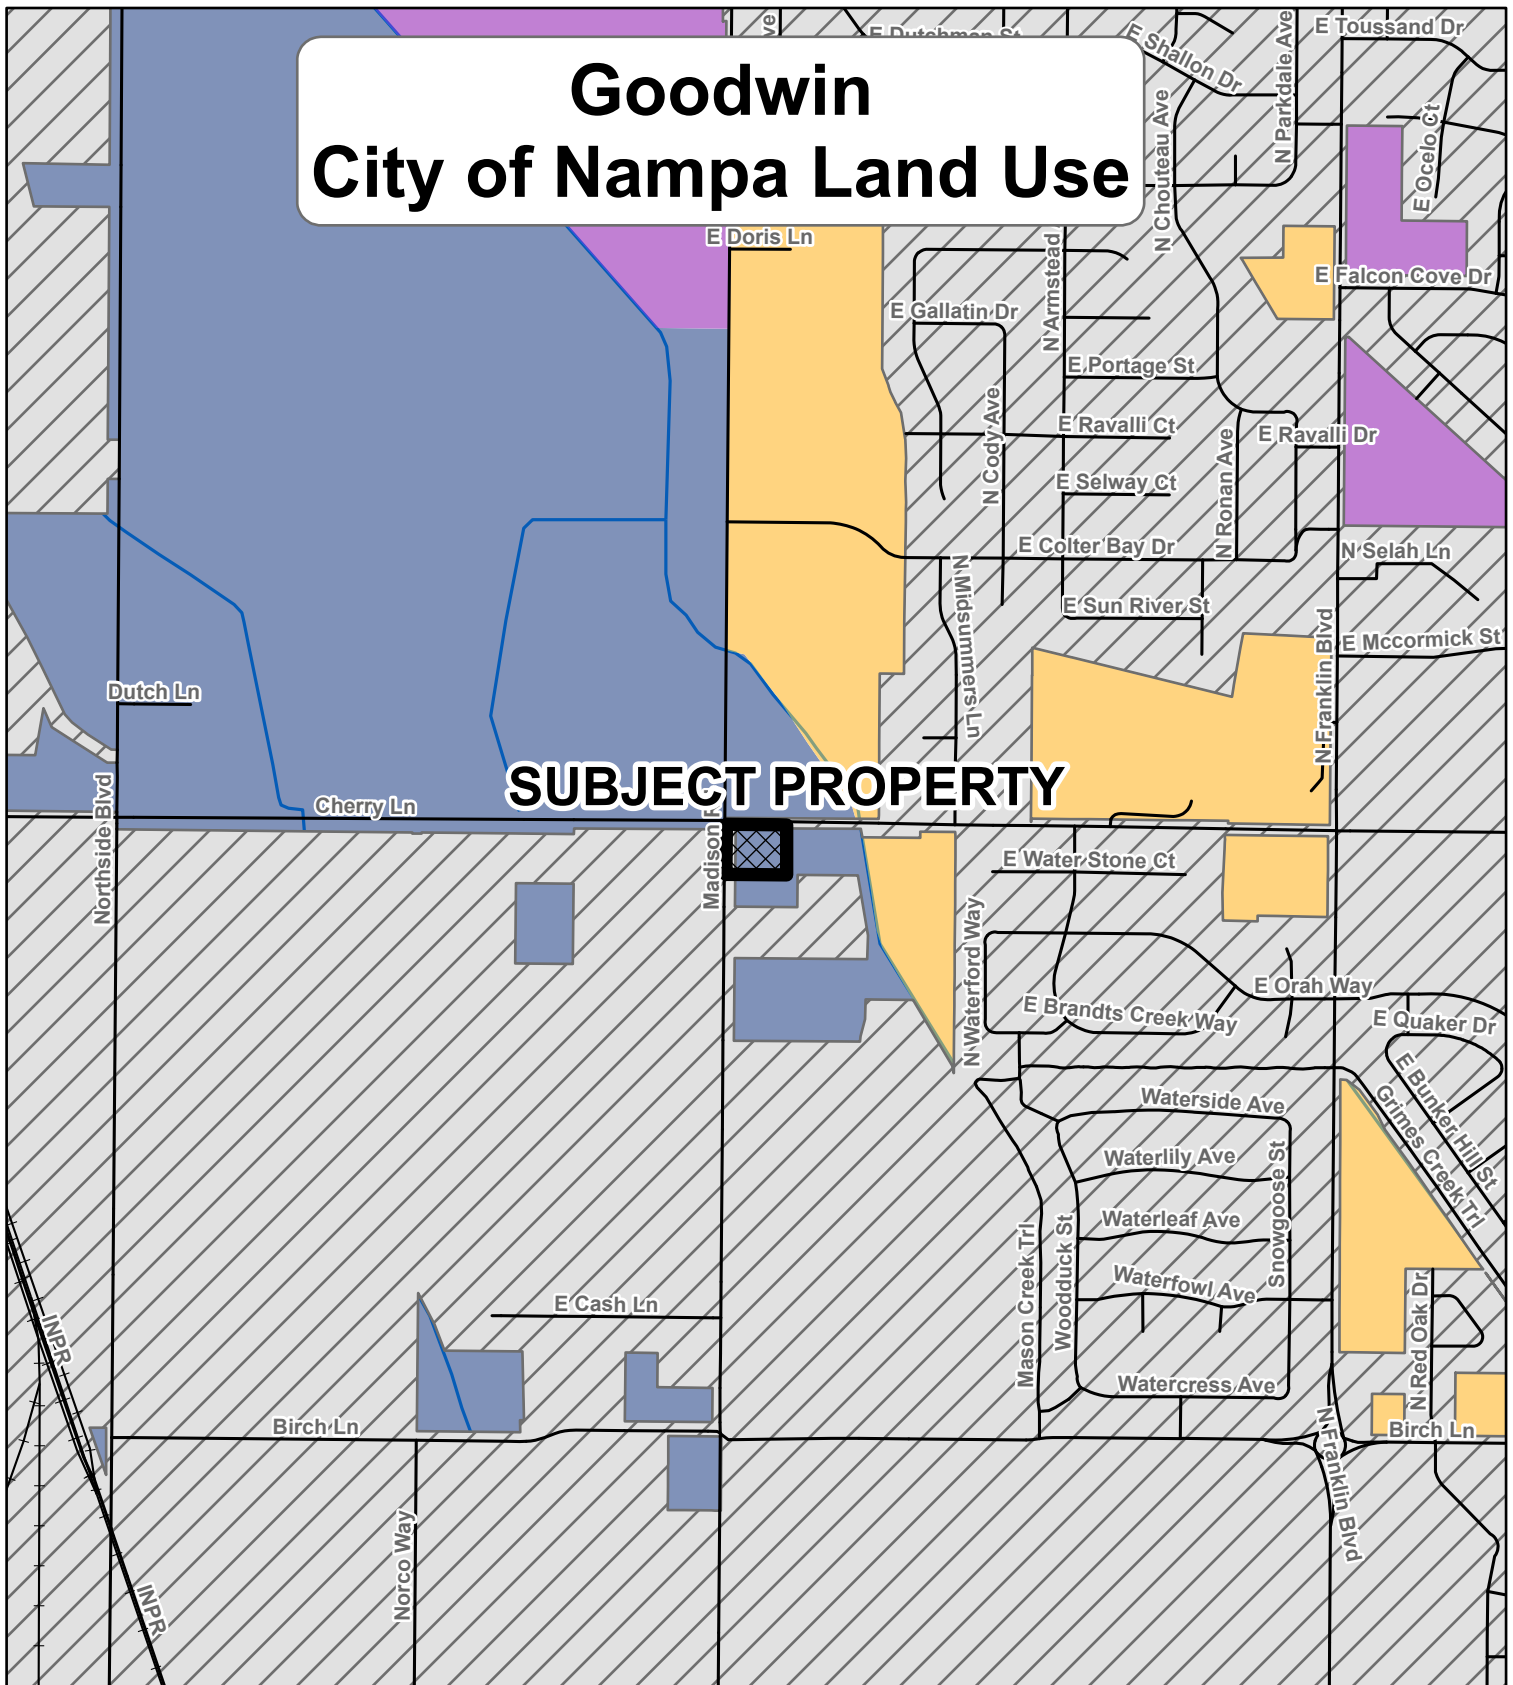 Goodwin
City of Nampa Land Use
E Toussand Dr
E Shallon Dr
N Parkdale Ave
N Chouteau Ave
E Ocelo Ct
E Doris Ln
N Armstead
E Falcon Cove Dr
E Gallatin Dr
E Portage St
N Cody Ave
E Ravalli Ct
E Ravalli Dr
E Selway Ct
N Ronan Ave
E Colter Bay Dr
N Selah Ln
N Midsummers Ln
E Sun River St
N Franklin Blvd
E Mccormick St
Dutch Ln
SUBJECT PROPERTY
Northside Blvd
Cherry Ln
Madison
E Water Stone Ct
N Waterford Way
E Orah Way
E Brandts Creek Way
E Quaker Dr
E Bunker Hill St
Grimes Creek Trl
Waterside Ave
Waterlily Ave
Snowgoose St
Waterleaf Ave
Mason Creek Trl
Woodduck St
Waterfowl Ave
E Cash Ln
INPR
N Red Oak Dr
Watercress Ave
Birch Ln
Birch Ln
N Franklin Blvd
Norco Way
INPR